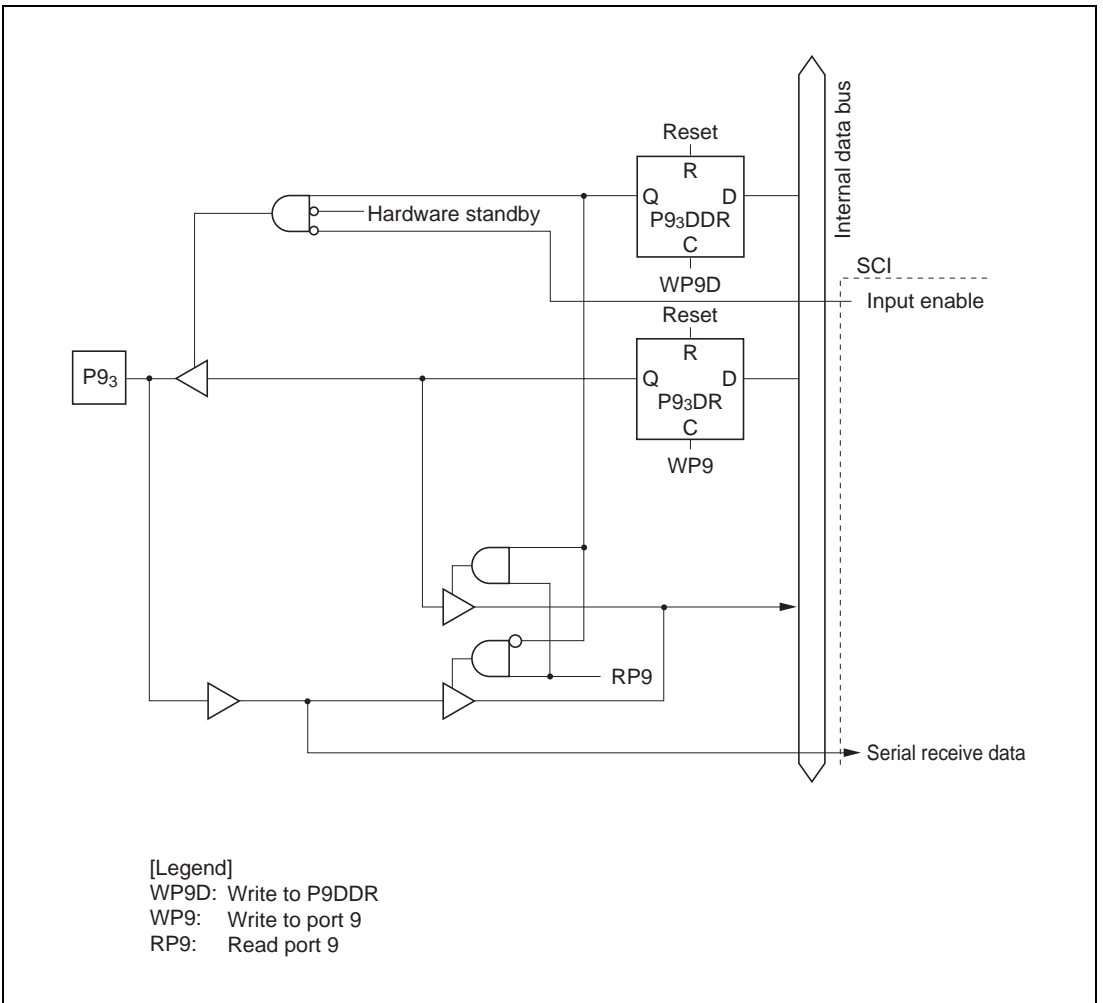 Reset
R
Q D
P9₃DDR
C
WP9D
Hardware standby
Internal data bus
SCI
Input enable
Reset
R
Q D
P9₃DR
C
WP9
P9₃
RP9
Serial receive data
[Legend]
WP9D: Write to P9DDR
WP9: Write to port 9
RP9: Read port 9